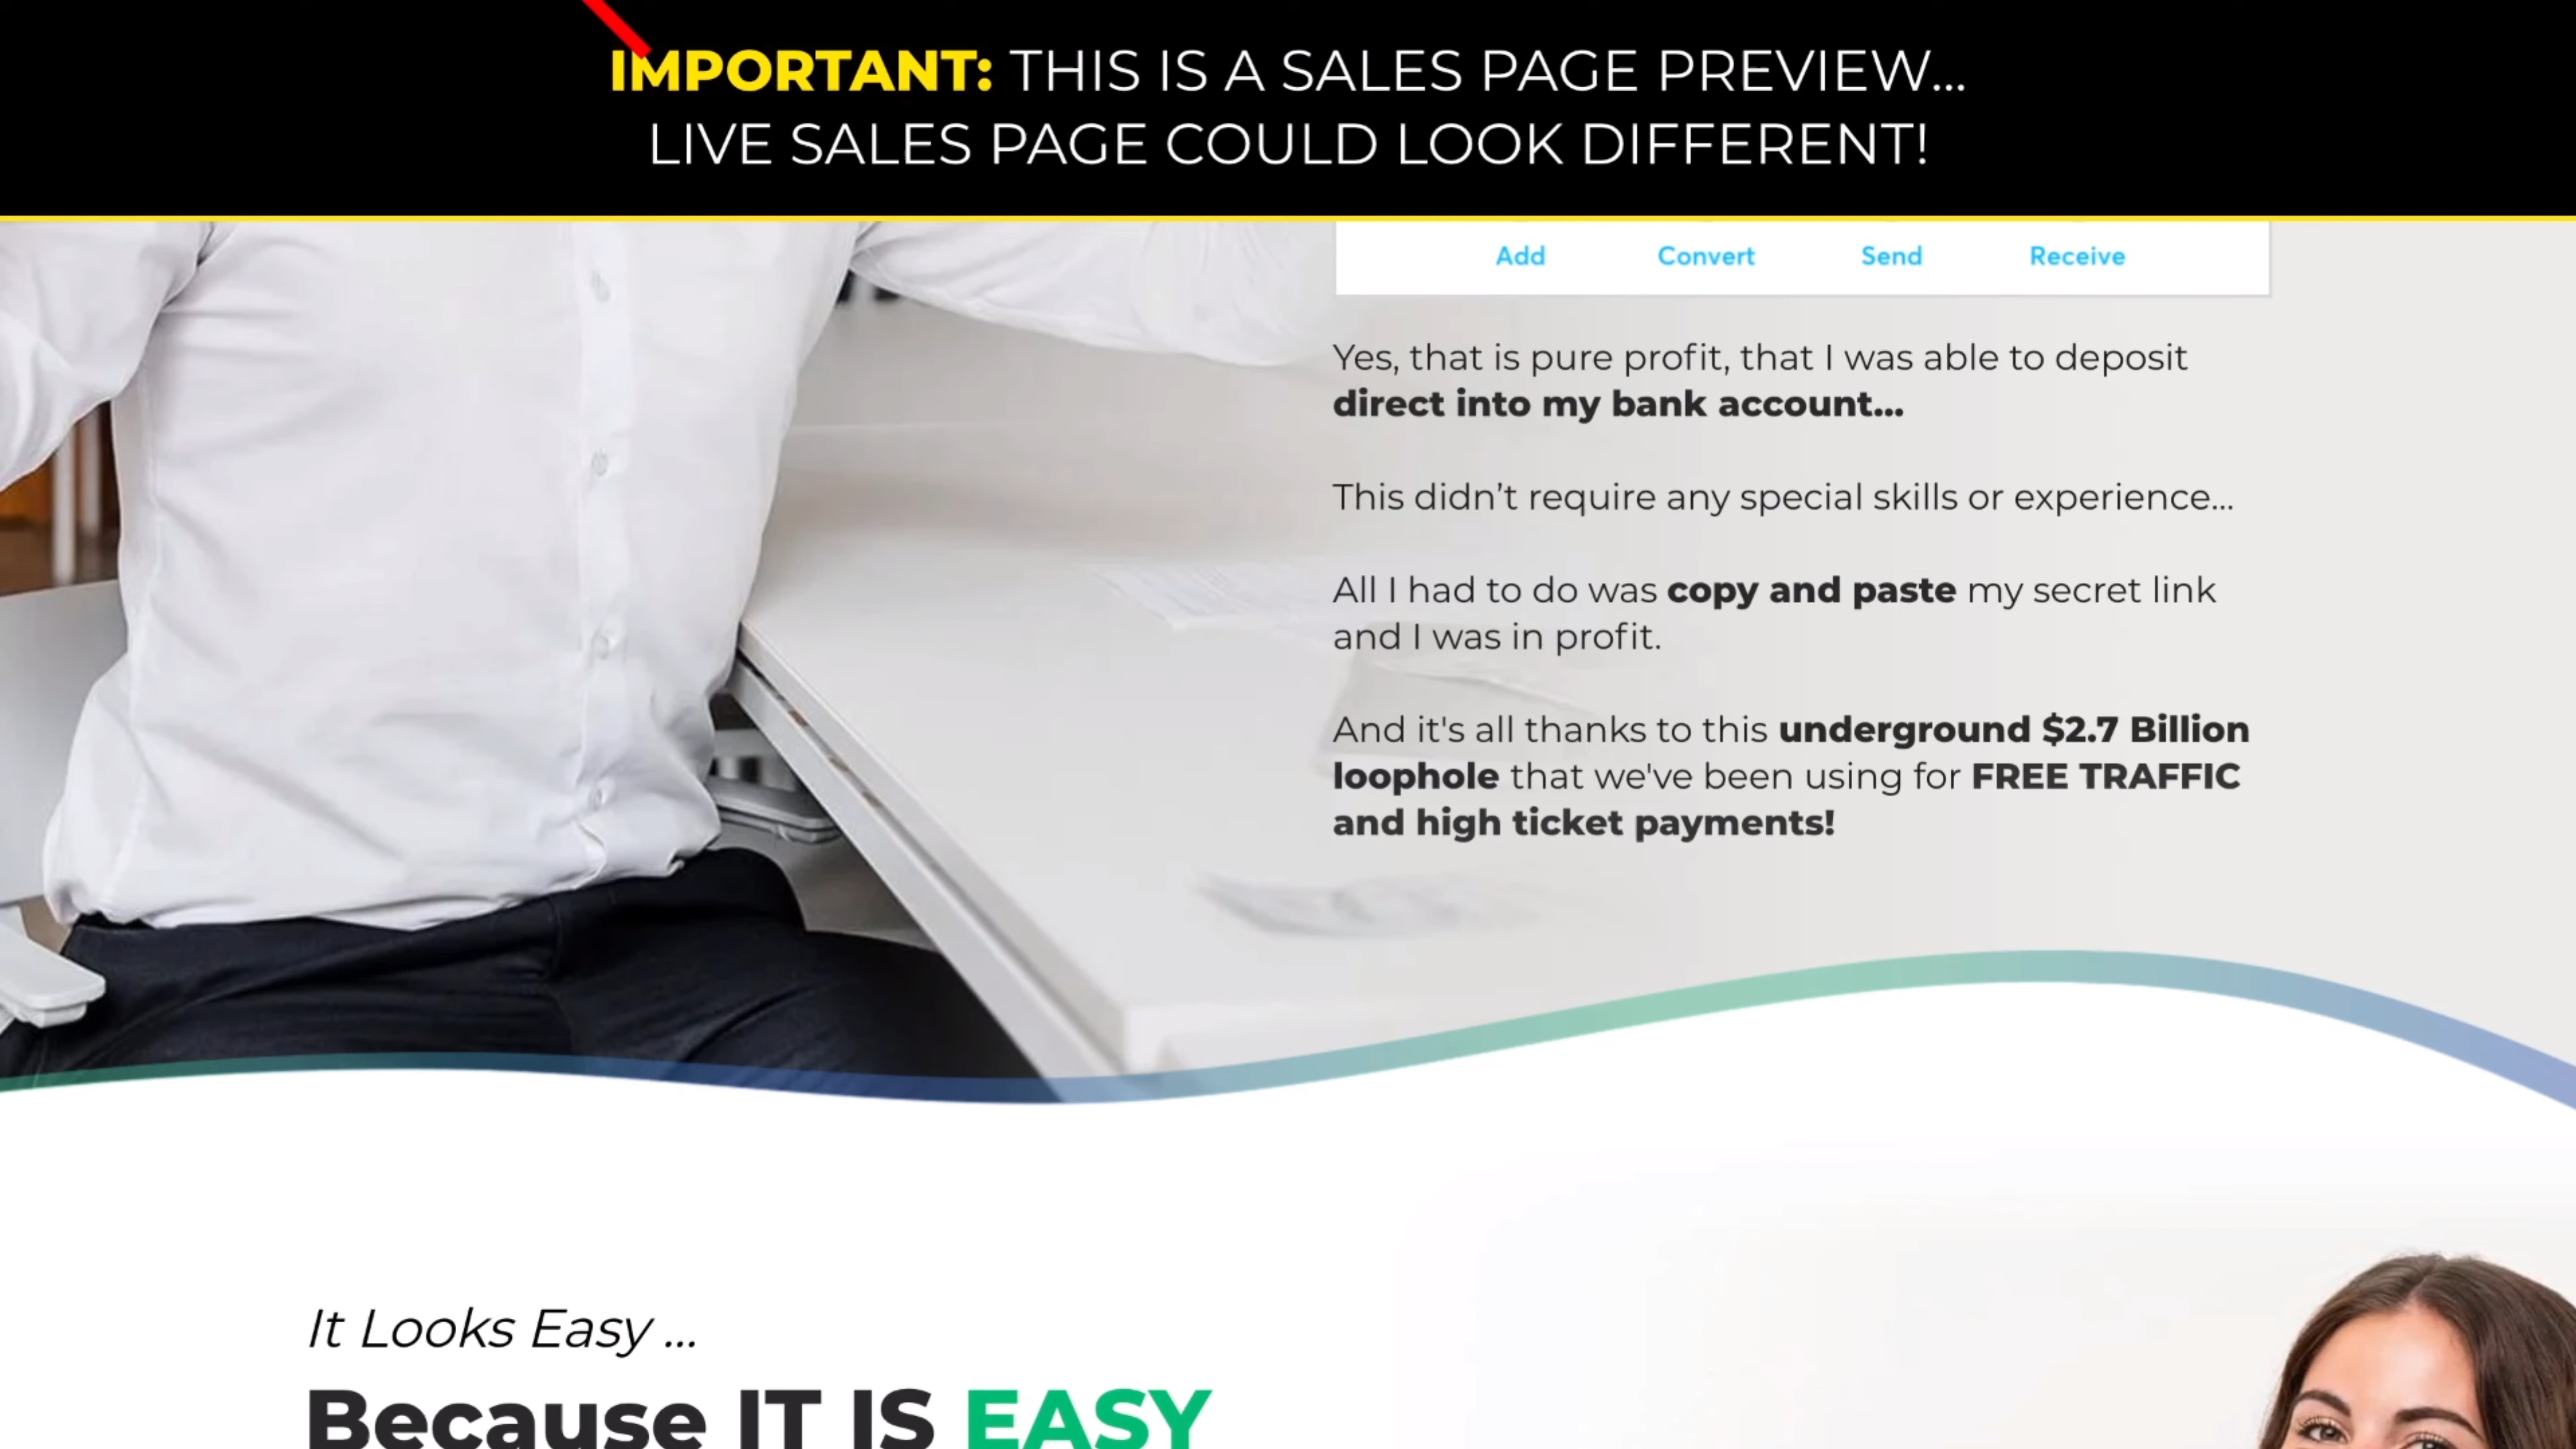 IMPORTANT: THIS IS A SALES PAGE PREVIEW...
LIVE SALES PAGE COULD LOOK DIFFERENT!
Add Convert Send Receive
Yes, that is pure profit, that I was able to deposit
direct into my bank account...
This didn’t require any special skills or experience...
All I had to do was copy and paste my secret link
and I was in profit.
And it's all thanks to this underground $2.7 Billion
loophole that we've been using for FREE TRAFFIC
and high ticket payments!
It Looks Easy ...
Because IT IS EASY